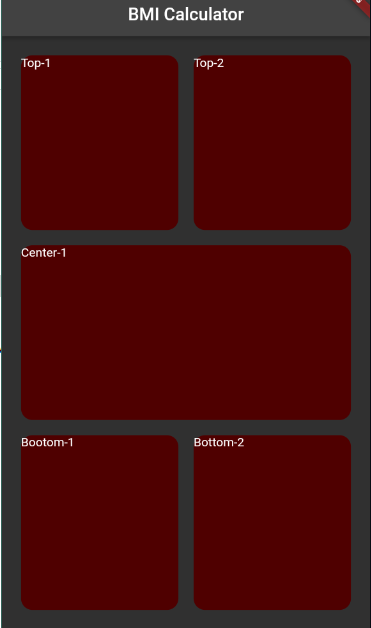 BMI Calculator
Top-1
Top-2
Center-1
Bootom-1
Bottom-2